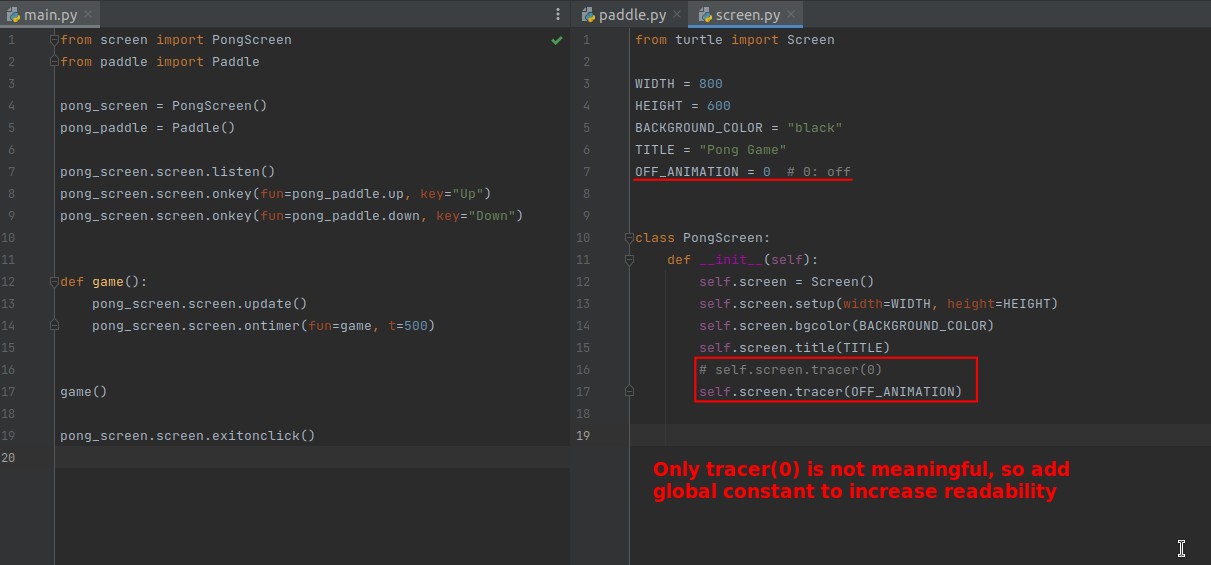 main.py
1 from screen import PongScreen
2 from paddle import Paddle
3
4 pong_screen = PongScreen()
5 pong_paddle = Paddle()
6
7 pong_screen.screen.listen()
8 pong_screen.screen.onkey(fun=pong_paddle.up, key="Up")
9 pong_screen.screen.onkey(fun=pong_paddle.down, key="Down")
10
11
12 def game():
13     pong_screen.screen.update()
14     pong_screen.screen.ontimer(fun=game, t=500)
15
16
17 game()
18
19 pong_screen.screen.exitonclick()
20
paddle.py screen.py
1 from turtle import Screen
2
3 WIDTH = 800
4 HEIGHT = 600
5 BACKGROUND_COLOR = "black"
6 TITLE = "Pong Game"
7 OFF_ANIMATION = 0  # 0: off
8
9
10 class PongScreen:
11     def __init__(self):
12         self.screen = Screen()
13         self.screen.setup(width=WIDTH, height=HEIGHT)
14         self.screen.bgcolor(BACKGROUND_COLOR)
15         self.screen.title(TITLE)
16         # self.screen.tracer(0)
17         self.screen.tracer(OFF_ANIMATION)
18
19
Only tracer(0) is not meaningful, so add
global constant to increase readability